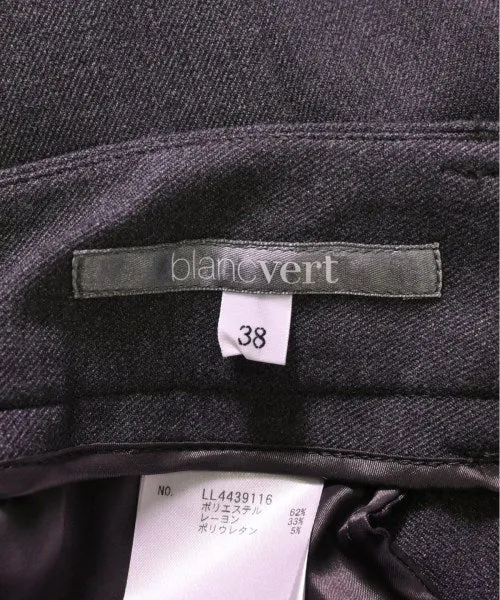 blancvert
38
NO. LL4439116
ポリエステル 62%
レーヨン 33%
ポリウレタン 5%